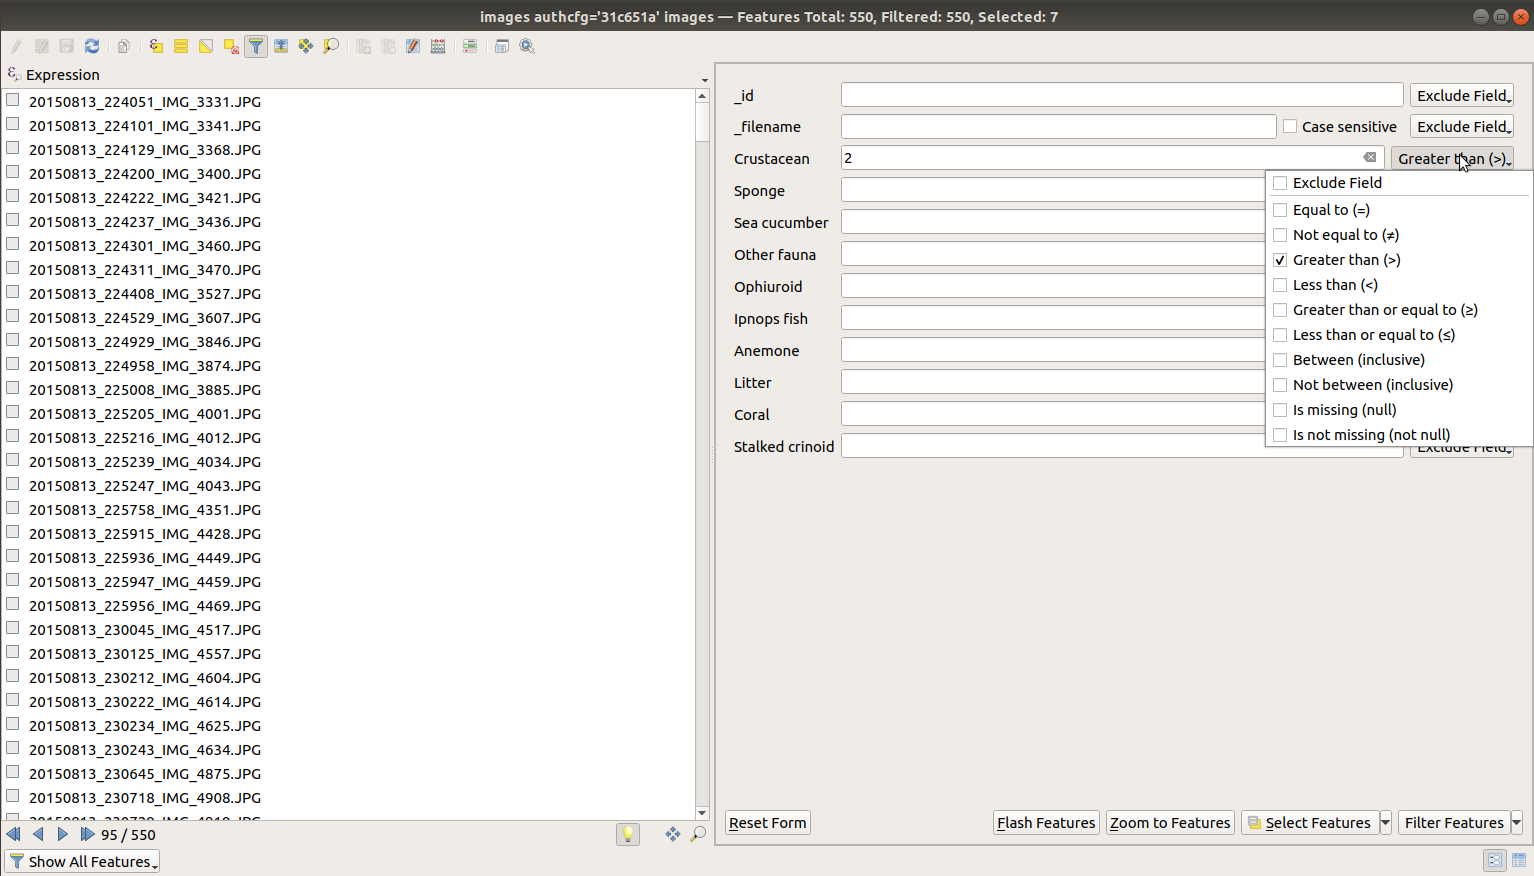 images authcfg='31c651a' images — Features Total: 550, Filtered: 550, Selected: 7
Expression
20150813_224051_IMG_3331.JPG
20150813_224101_IMG_3341.JPG
20150813_224129_IMG_3368.JPG
20150813_224200_IMG_3400.JPG
20150813_224222_IMG_3421.JPG
20150813_224237_IMG_3436.JPG
20150813_224301_IMG_3460.JPG
20150813_224311_IMG_3470.JPG
20150813_224408_IMG_3527.JPG
20150813_224529_IMG_3607.JPG
20150813_224929_IMG_3846.JPG
20150813_224958_IMG_3874.JPG
20150813_225008_IMG_3885.JPG
20150813_225205_IMG_4001.JPG
20150813_225216_IMG_4012.JPG
20150813_225239_IMG_4034.JPG
20150813_225247_IMG_4043.JPG
20150813_225758_IMG_4351.JPG
20150813_225915_IMG_4428.JPG
20150813_225936_IMG_4449.JPG
20150813_225947_IMG_4459.JPG
20150813_225956_IMG_4469.JPG
20150813_230045_IMG_4517.JPG
20150813_230125_IMG_4557.JPG
20150813_230212_IMG_4604.JPG
20150813_230222_IMG_4614.JPG
20150813_230234_IMG_4625.JPG
20150813_230243_IMG_4634.JPG
20150813_230645_IMG_4875.JPG
20150813_230718_IMG_4908.JPG
95 / 550
Show All Features
_id Exclude Field
_filename Case sensitive Exclude Field
Crustacean 2 Greater than (>)
Sponge
Sea cucumber
Other fauna
Ophiuroid
Ipnops fish
Anemone
Litter
Coral
Stalked crinoid Exclude Field
Exclude Field
Equal to (=)
Not equal to (≠)
Greater than (>)
Less than (<)
Greater than or equal to (≥)
Less than or equal to (≤)
Between (inclusive)
Not between (inclusive)
Is missing (null)
Is not missing (not null)
Reset Form Flash Features Zoom to Features Select Features Filter Features